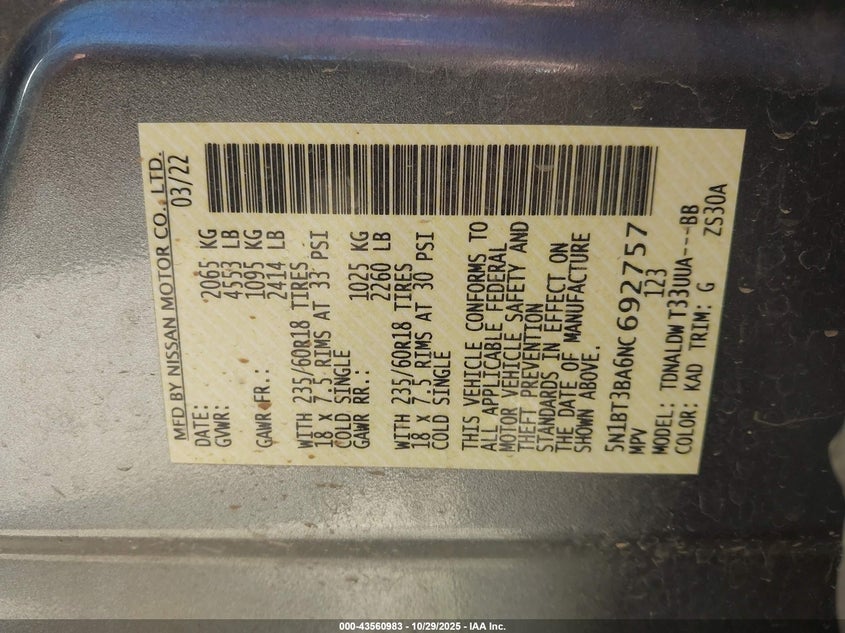 MFD BY NISSAN MOTOR CO., LTD.
DATE: 03/22
GVWR: 2065 KG
4553 LB
GAWR FR.: 1095 KG
2414 LB
WITH 235/60R18 TIRES
18 X 7.5 RIMS AT 33 PSI
COLD SINGLE
GAWR RR.: 1025 KG
2260 LB
WITH 235/60R18 TIRES
18 X 7.5 RIMS AT 30 PSI
COLD SINGLE
THIS VEHICLE CONFORMS TO
ALL APPLICABLE FEDERAL
MOTOR VEHICLE SAFETY AND
THEFT PREVENTION
STANDARDS IN EFFECT ON
THE DATE OF MANUFACTURE
SHOWN ABOVE.
5N1BT3BA6NC692757
MPV 123
MODEL: TDNALDW T33UUA---BB
COLOR: KAD TRIM: G ZS30A
000-43560983 / 10/29/2025 - IAA Inc.